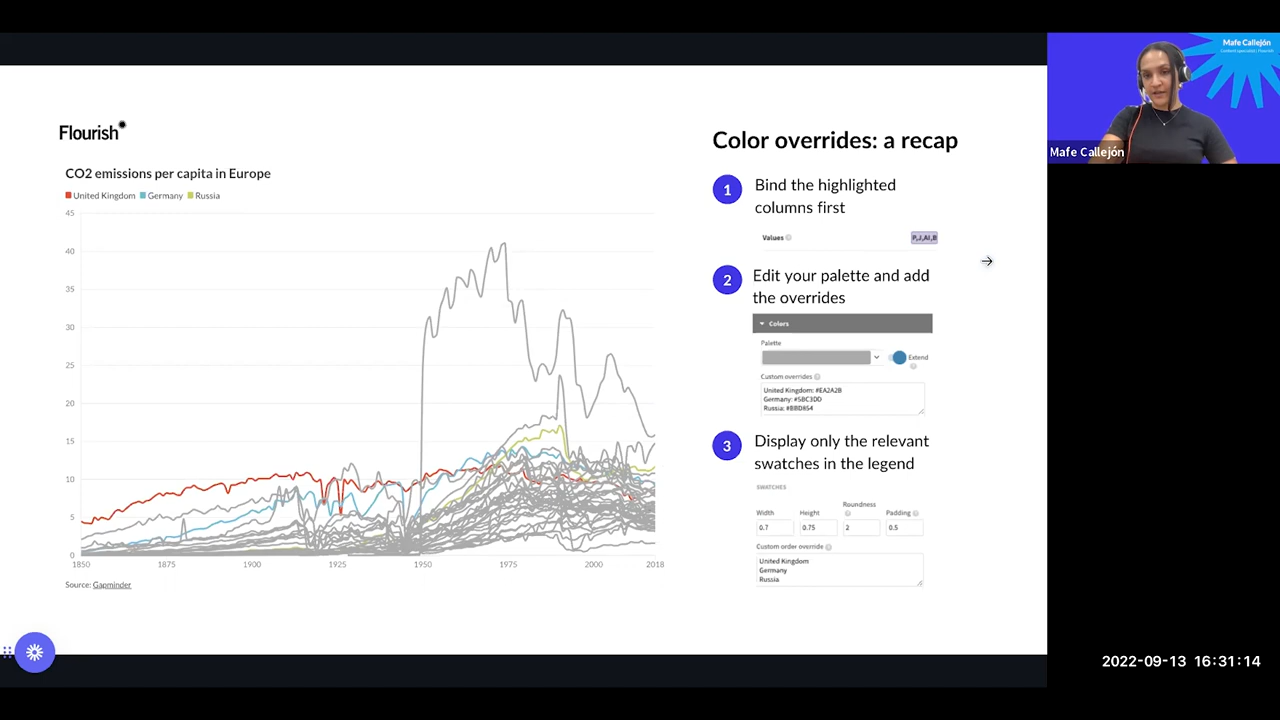 Flourish
CO2 emissions per capita in Europe
United Kingdom Germany Russia
45
40
35
30
25
20
15
10
5
0
1850 1875 1900 1925 1950 1975 2000 2018
Source: Gapminder
Color overrides: a recap
1
Bind the highlighted
columns first
Values
P,J,AI,B
2
Edit your palette and add
the overrides
Colors
Palette
Extend
Custom overrides
United Kingdom: #EA2A2B
Germany: #5BC3DD
Russia: #BBD854
3
Display only the relevant
swatches in the legend
SWATCHES
Width Height Roundness Padding
0.7 0.75 2 0.5
Custom order override
United Kingdom
Germany
Russia
Mafe Callejón
Mafe Callejón
2022-09-13 16:31:14